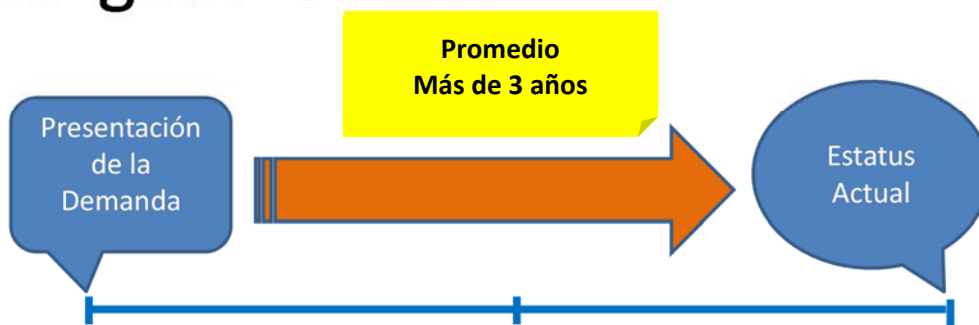 Promedio
Más de 3 años
Presentación
de la
Demanda
Estatus
Actual